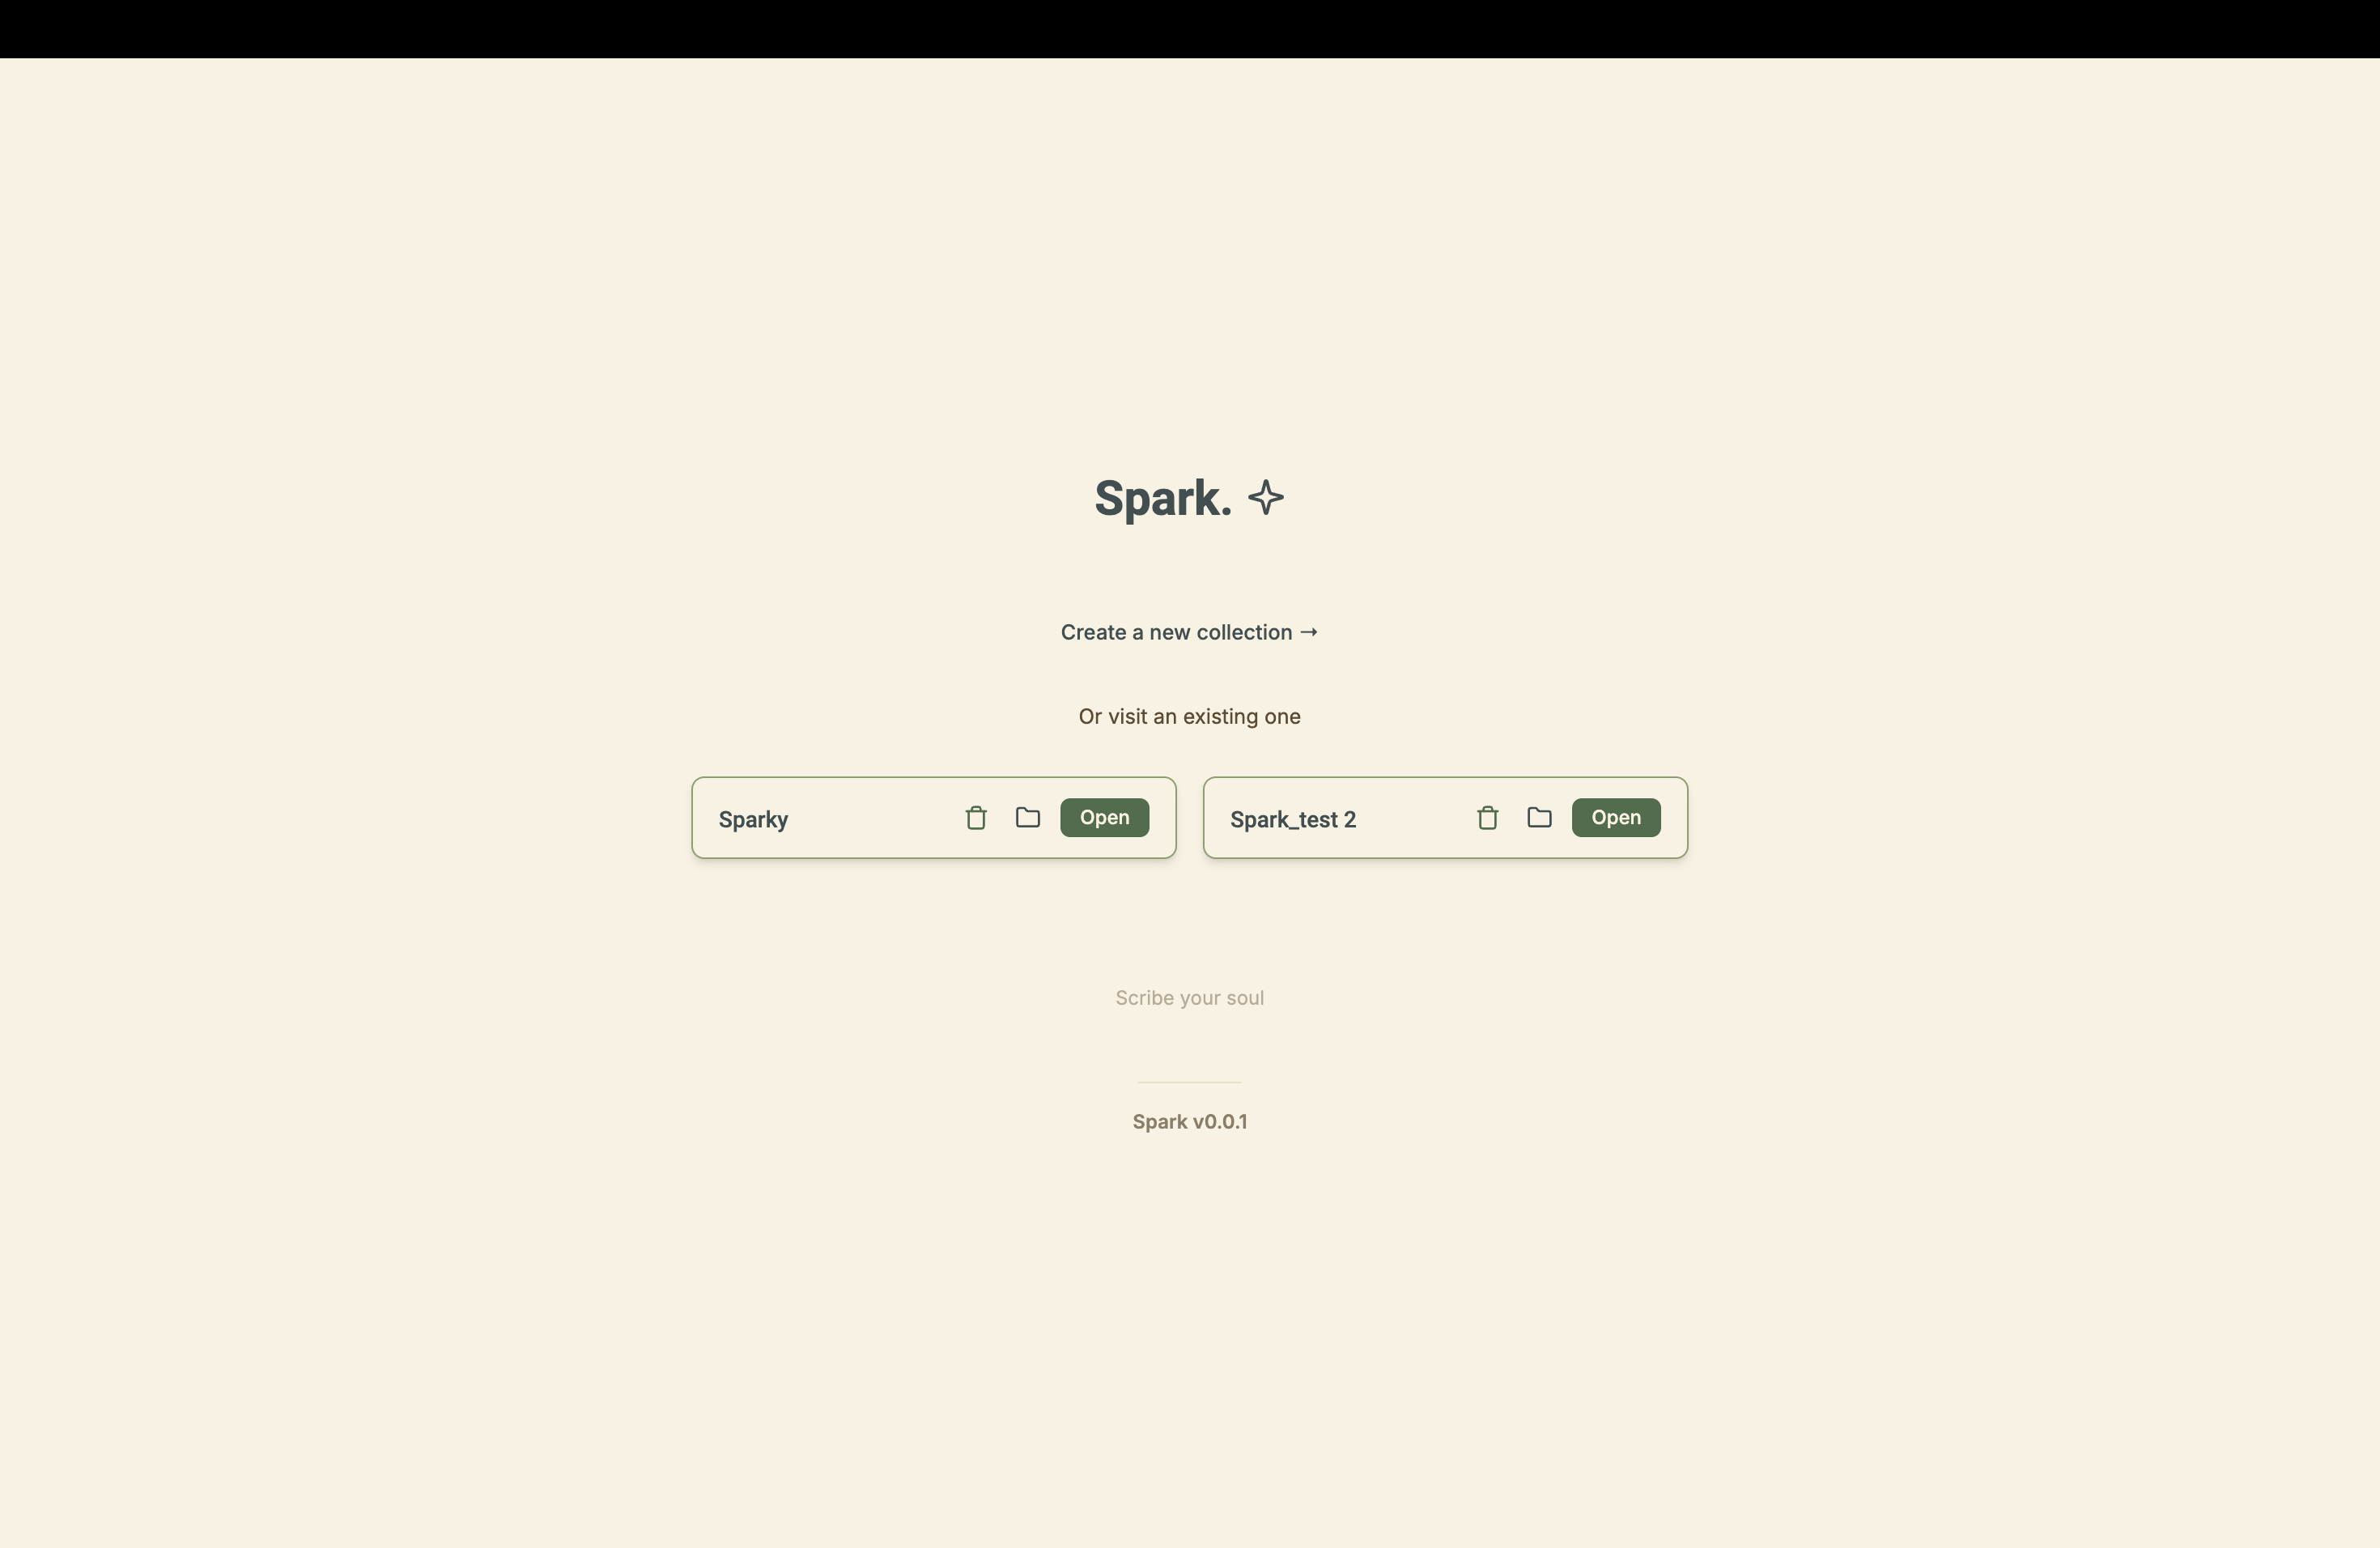 Spark.
Create a new collection →
Or visit an existing one
Sparky Open Spark_test 2 Open
Scribe your soul
Spark v0.0.1